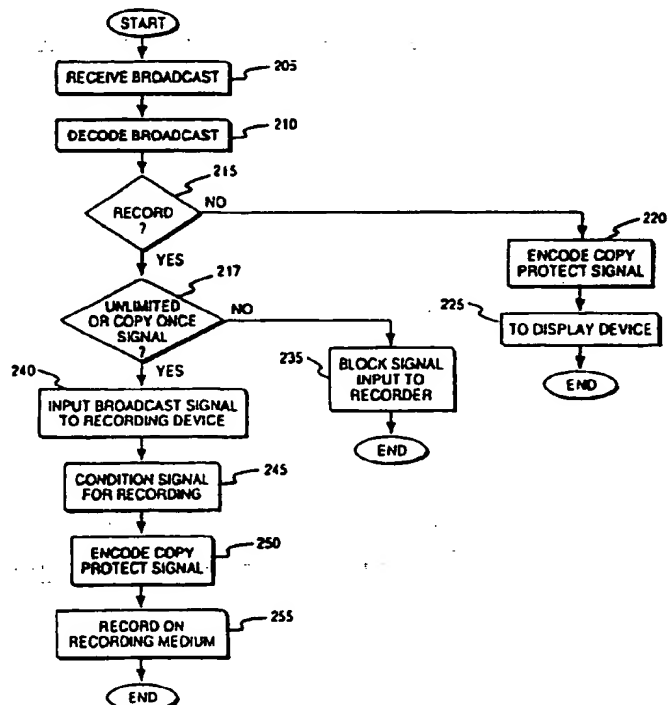 START
RECEIVE BROADCAST
205
DECODE BROADCAST
210
215
RECORD
?
NO
YES
220
ENCODE COPY
PROTECT SIGNAL
225
TO DISPLAY DEVICE
END
217
UNLIMITED
OR COPY ONCE
SIGNAL
?
NO
YES
235
BLOCK SIGNAL
INPUT TO
RECORDER
END
240
INPUT BROADCAST SIGNAL
TO RECORDING DEVICE
CONDITION SIGNAL
FOR RECORDING
245
ENCODE COPY
PROTECT SIGNAL
250
RECORD ON
RECORDING MEDIUM
255
END